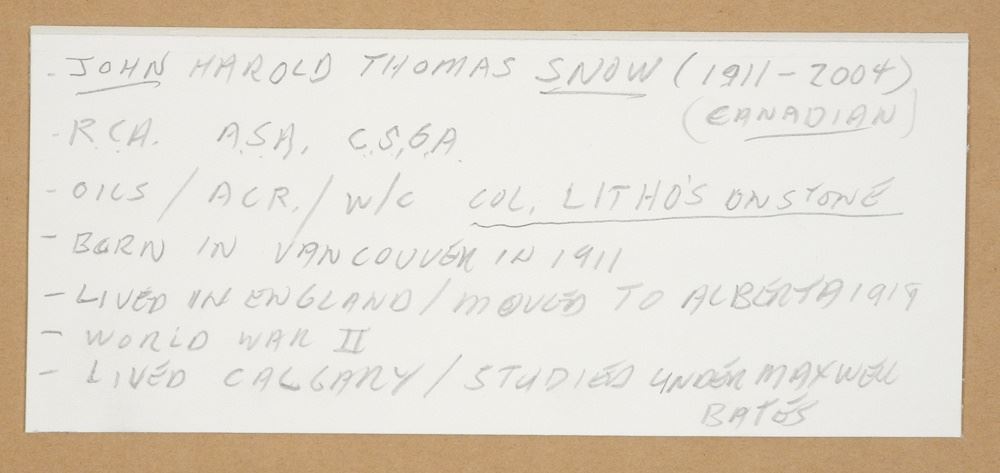 - JOHN HAROLD THOMAS SNOW (1911-2004)
(CANADIAN)
- R.C.A. A.S.A. C.S.G.A.
- OILS / ACR. / W/C COL. LITHO'S ON STONE
- BORN IN VANCOUVER IN 1911
- LIVED IN ENGLAND / MOVED TO ALBERTA 1919
- WORLD WAR II
- LIVED CALGARY / STUDIED UNDER MAXWELL
BATES